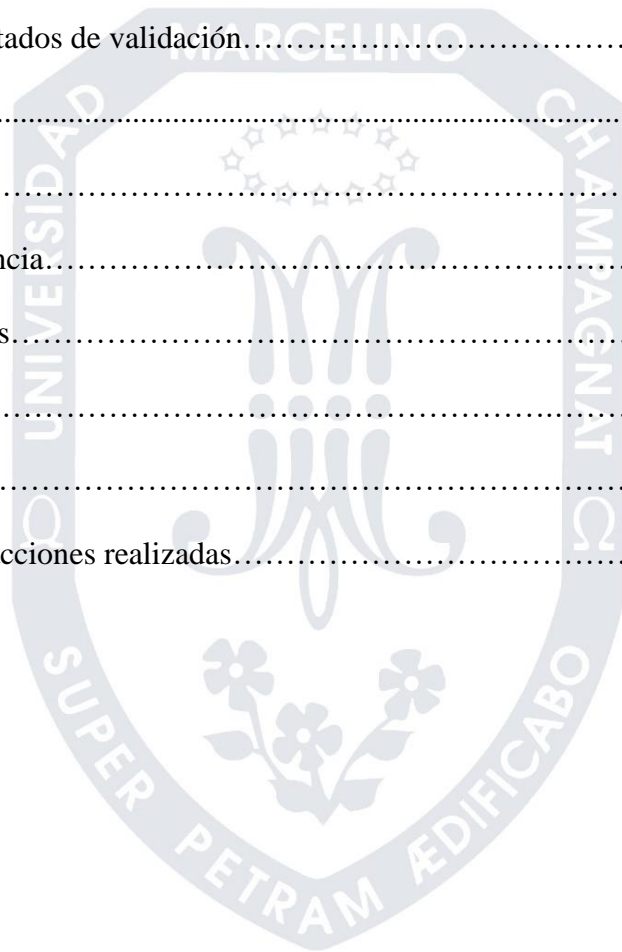 tados de validación……………………………………
....................................................................................
……………………………………………………………
ncia……………………………………………..………
s……………………………………………………………
………………………………………………………..……
……………………………………………………………
cciones realizadas……………………………………
UNIVERSIDAD MARCELINO CHAMPAGNAT
SUPER PETRAM ÆDIFICABO